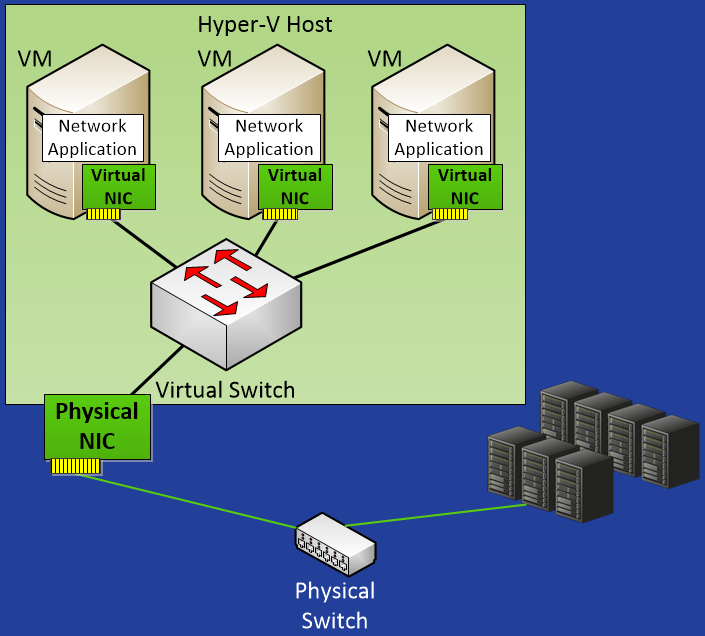 Hyper-V Host
VM
VM
VM
Network
Application
Network
Application
Network
Application
Virtual
NIC
Virtual
NIC
Virtual
NIC
Virtual Switch
Physical
NIC
Physical
Switch